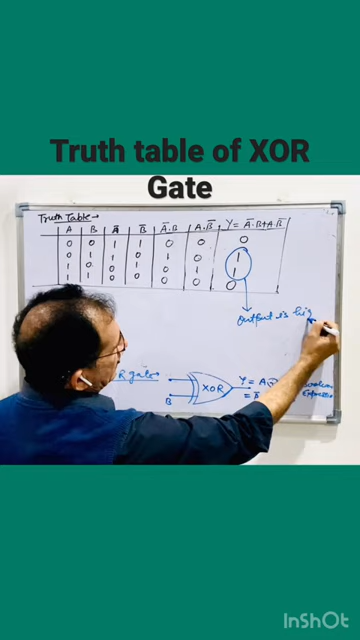 Truth table of XOR
Gate
Truth Table →
A B Ā B̄ Ā.B A.B̄ Y = Ā.B + A.B̄
0 0 1 1 0 0 0
0 1 1 0 1 0 1
1 0 0 1 0 1 1
1 1 0 0 0 0 0
Output is hig
R gate
XOR
Y = A
B
=
InShOt